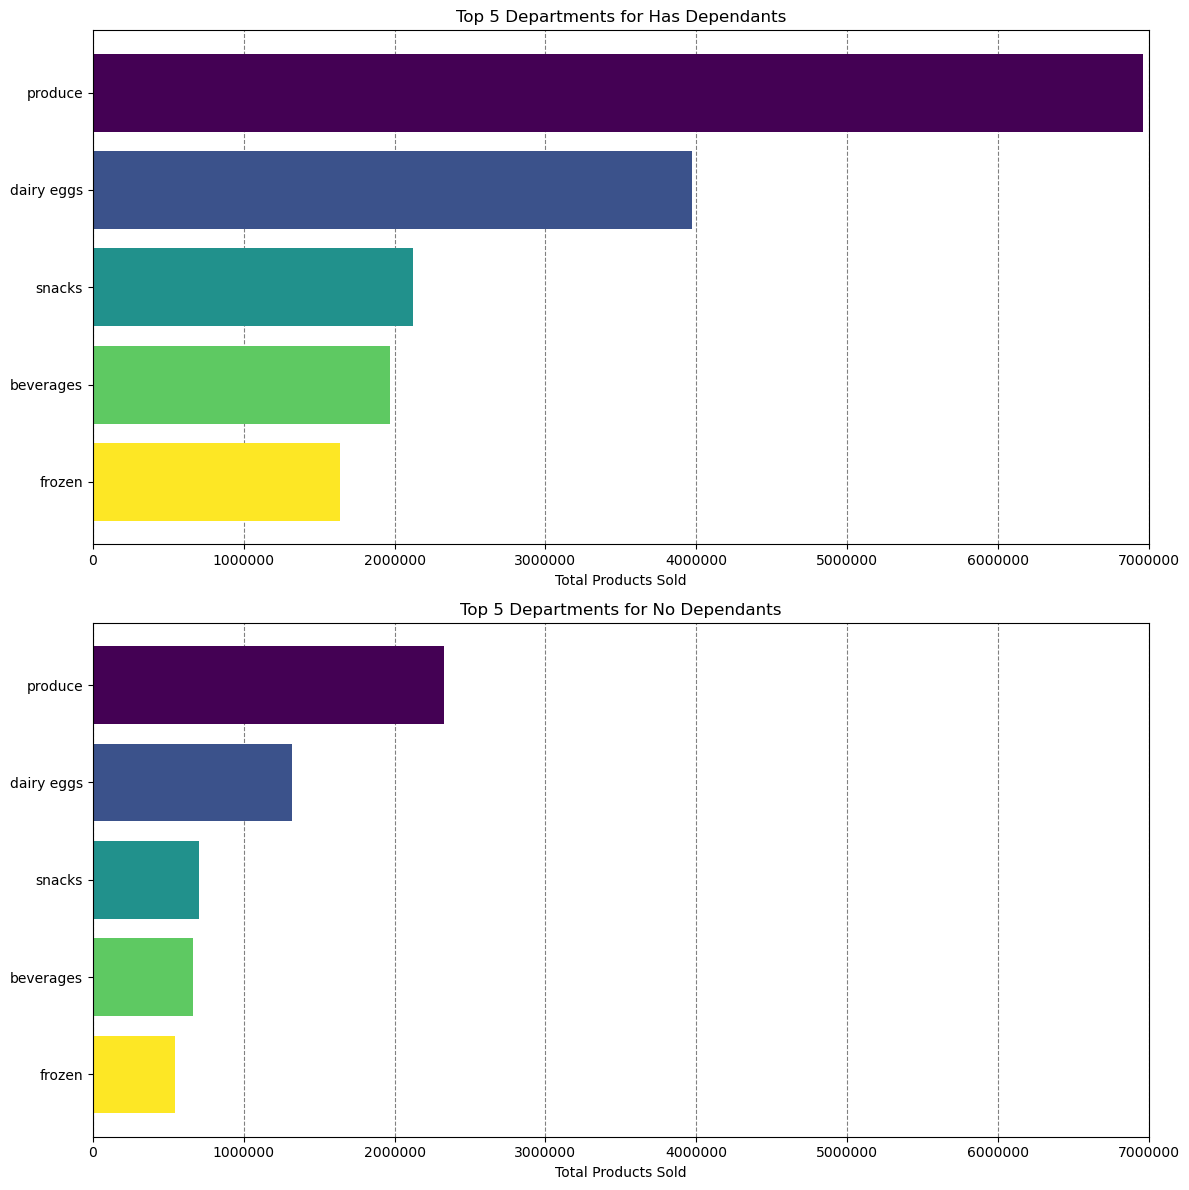 Top 5 Departments for Has Dependants
produce
dairy eggs
snacks
beverages
frozen
0 1000000 2000000 3000000 4000000 5000000 6000000 7000000
Total Products Sold
Top 5 Departments for No Dependants
produce
dairy eggs
snacks
beverages
frozen
0 1000000 2000000 3000000 4000000 5000000 6000000 7000000
Total Products Sold